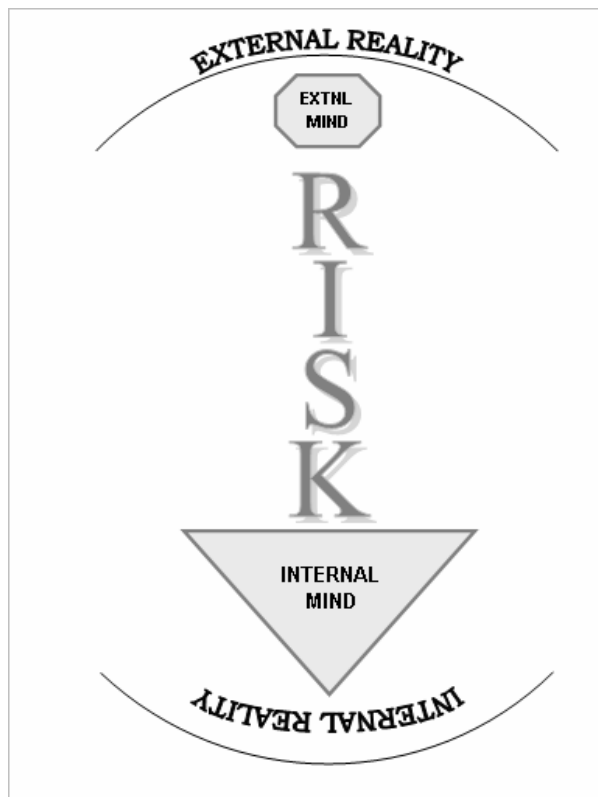 EXTERNAL REALITY
EXTNL
MIND
R
I
S
K
INTERNAL
MIND
INTERNAL REALITY